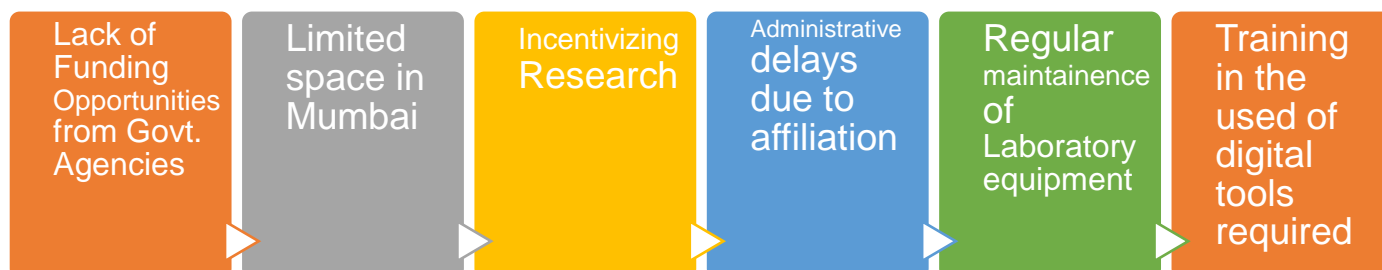 Lack of
Funding
Opportunities
from Govt.
Agencies
Limited
space in
Mumbai
Incentivizing
Research
Administrative
delays
due to
affiliation
Regular
maintainence
of
Laboratory
equipment
Training
in the
used of
digital
tools
required